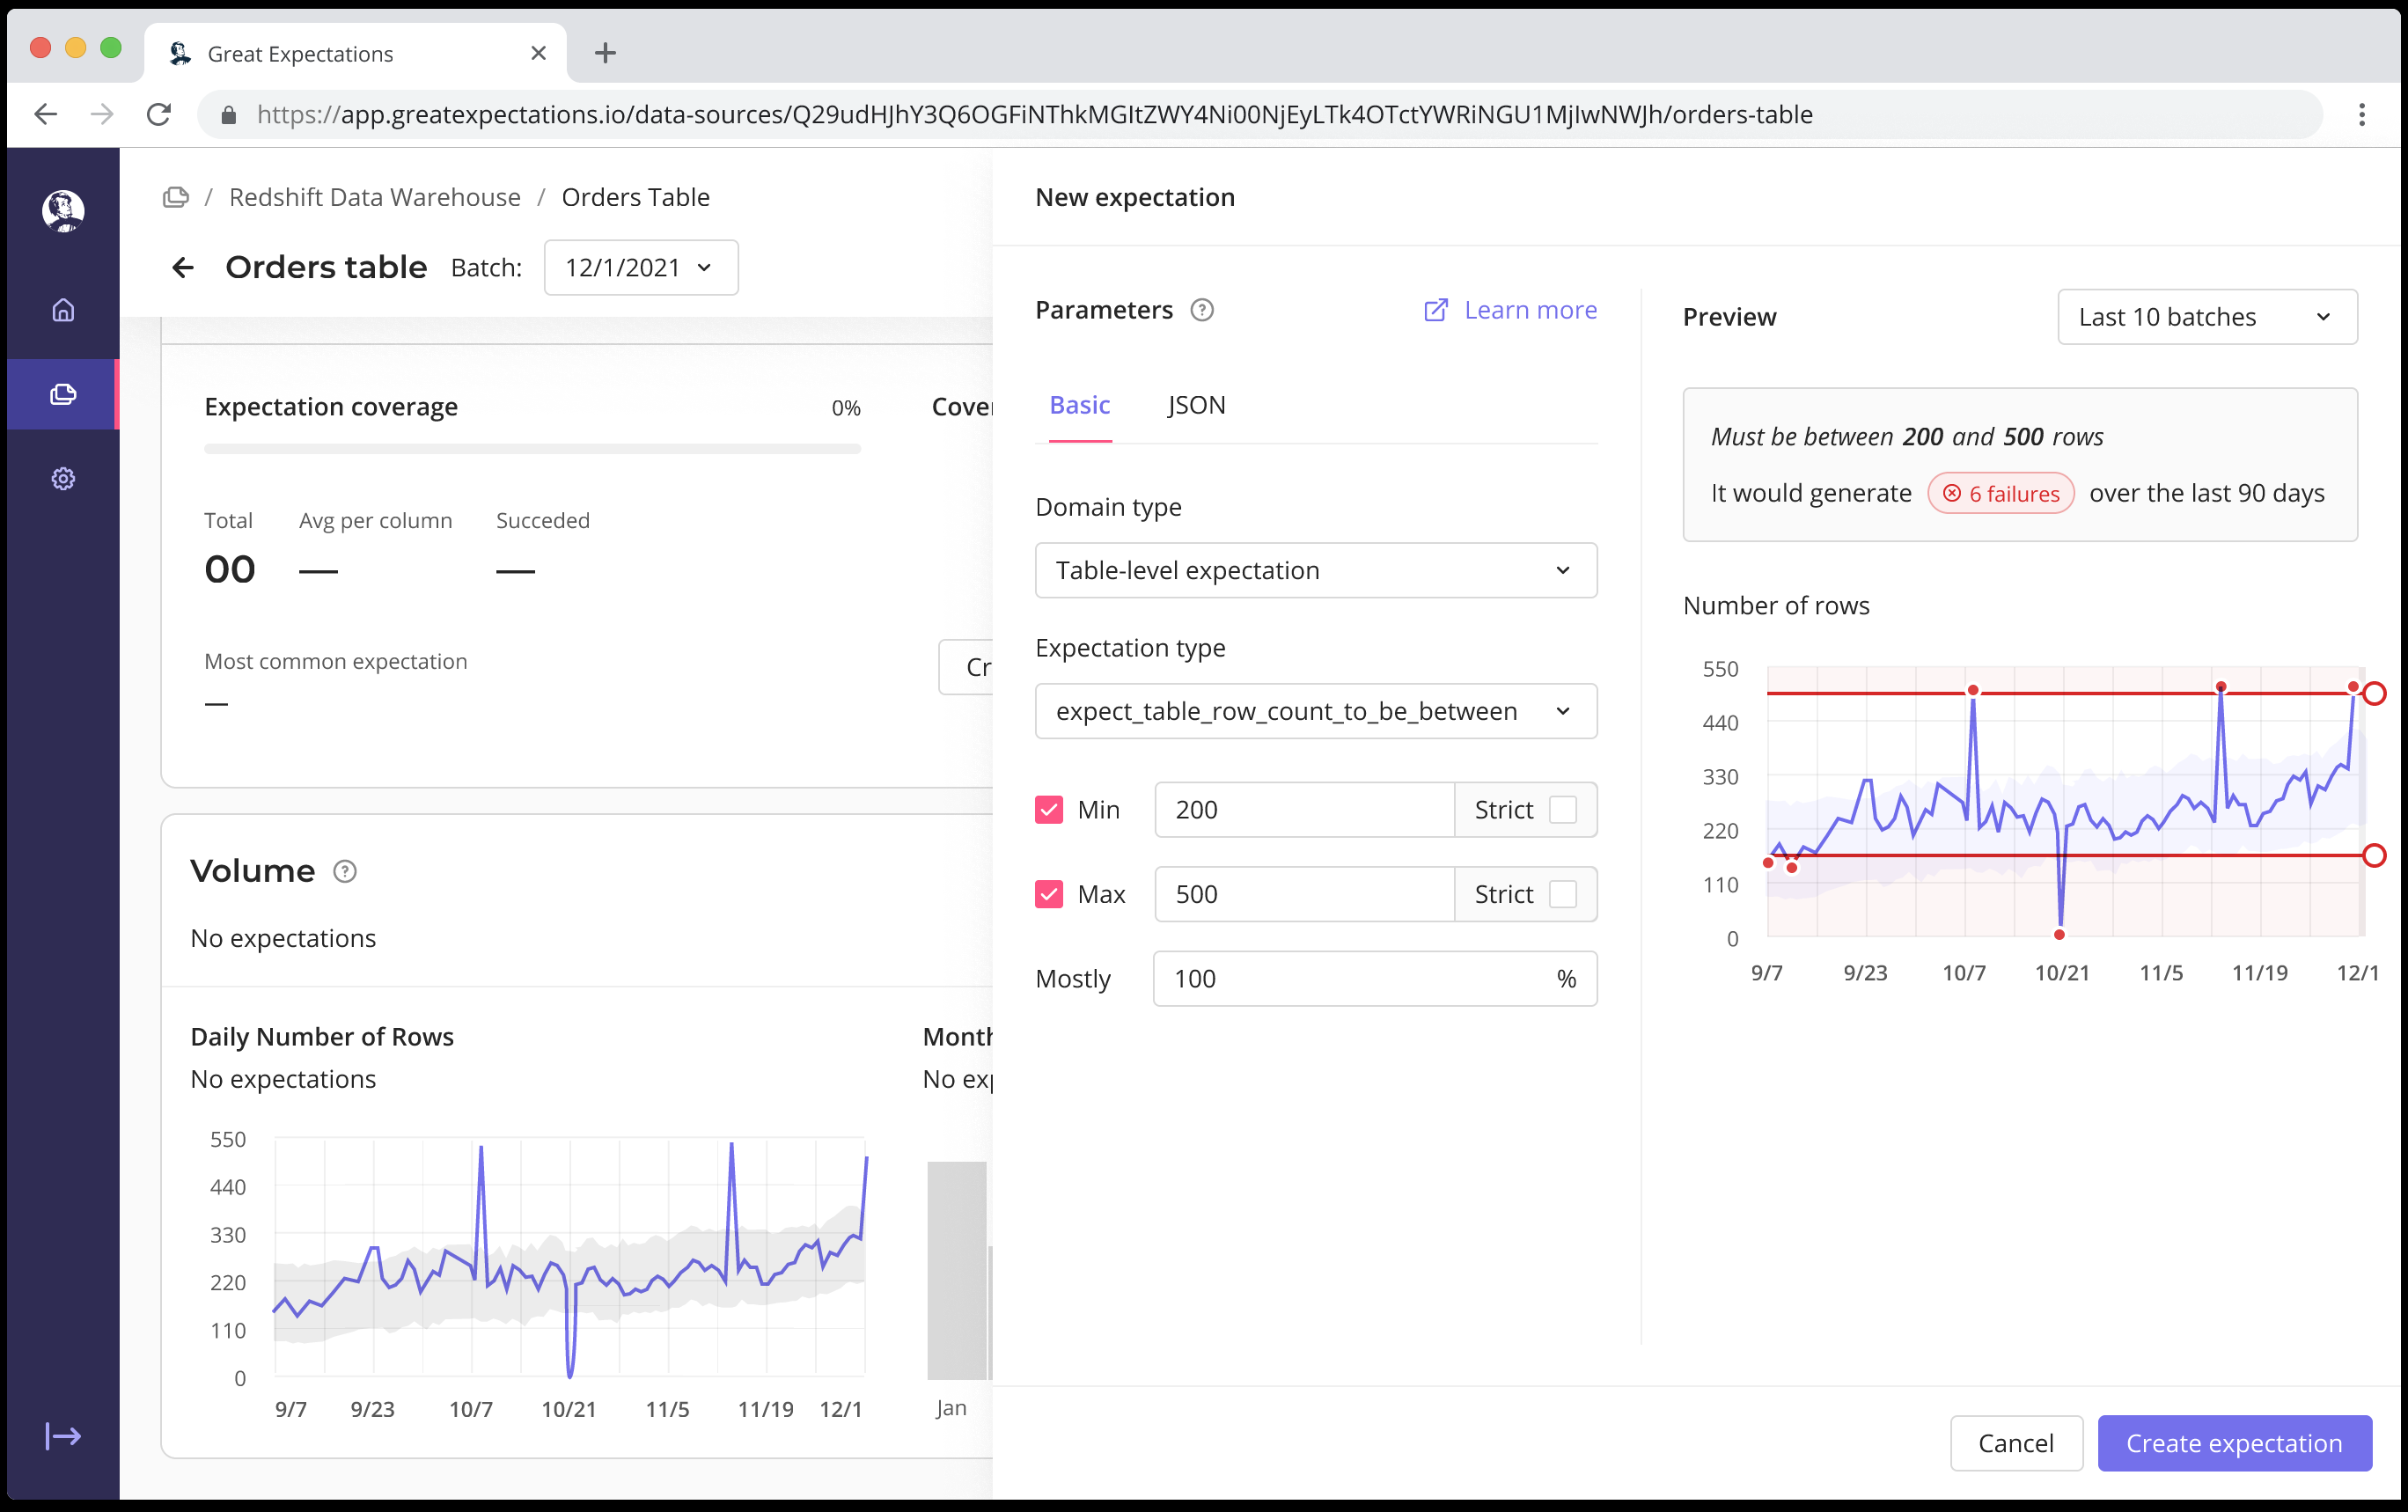 Great Expectations
https://app.greatexpectations.io/data-sources/Q29udHJhY3Q6OGFiNThkMGItZWY4Ni00NjEyLTk4OTctYWRiNGU1MjIwNWJh/orders-table
/ Redshift Data Warehouse / Orders Table
Orders table Batch: 12/1/2021
Expectation coverage 0%
Cover
Total Avg per column Succeded
00 — —
Most common expectation
—
Cr
Volume ?
No expectations
Daily Number of Rows
No expectations
550
440
330
220
110
0
9/7 9/23 10/7 10/21 11/5 11/19 12/1
Month
No exp
Jan
New expectation
Parameters ? Learn more
Basic JSON
Domain type
Table-level expectation
Expectation type
expect_table_row_count_to_be_between
Min 200 Strict
Max 500 Strict
Mostly 100 %
Preview Last 10 batches
Must be between 200 and 500 rows
It would generate 6 failures over the last 90 days
Number of rows
550
440
330
220
110
0
9/7 9/23 10/7 10/21 11/5 11/19 12/1
Cancel Create expectation